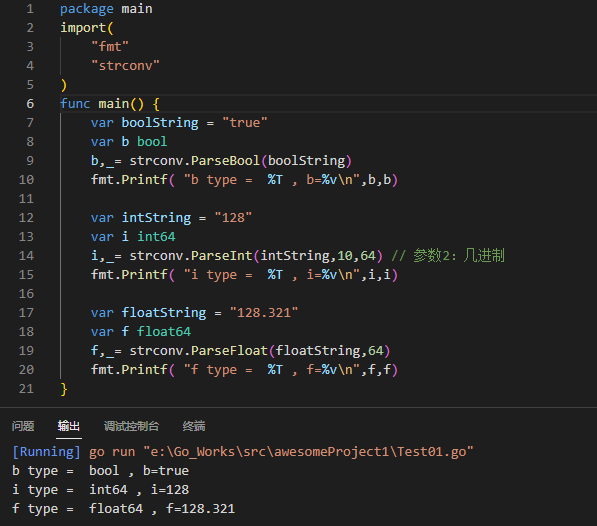 1 package main
2 import(
3     "fmt"
4     "strconv"
5 )
6 func main() {
7     var boolString = "true"
8     var b bool
9     b,_= strconv.ParseBool(boolString)
10     fmt.Printf( "b type =  %T , b=%v\n",b,b)
11
12     var intString = "128"
13     var i int64
14     i,_= strconv.ParseInt(intString,10,64) // 参数2：几进制
15     fmt.Printf( "i type =  %T , i=%v\n",i,i)
16
17     var floatString = "128.321"
18     var f float64
19     f,_= strconv.ParseFloat(floatString,64)
20     fmt.Printf( "f type =  %T , f=%v\n",f,f)
21 }
问题 输出 调试控制台 终端
[Running] go run "e:\Go_Works\src\awesomeProject1\Test01.go"
b type =  bool , b=true
i type =  int64 , i=128
f type =  float64 , f=128.321